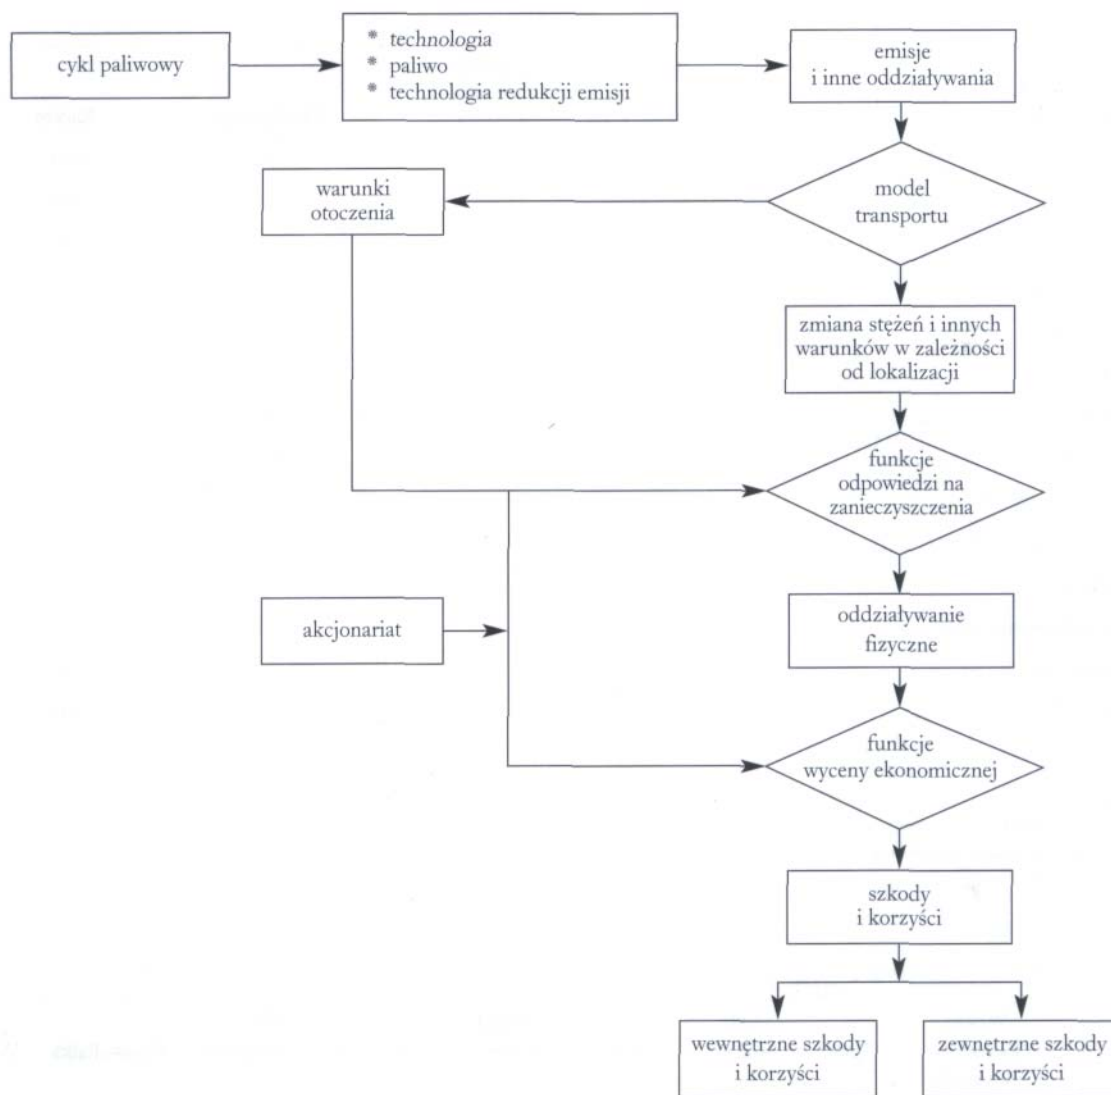 cykl paliwowy
* technologia
* paliwo
* technologia redukcji emisji
emisje
i inne oddziaływania
warunki
otoczenia
model
transportu
zmiana stężeń i innych
warunków w zależności
od lokalizacji
funkcje
odpowiedzi na
zanieczyszczenia
akcjonariat
oddziaływanie
fizyczne
funkcje
wyceny ekonomicznej
szkody
i korzyści
wewnętrzne szkody
i korzyści
zewnętrzne szkody
i korzyści